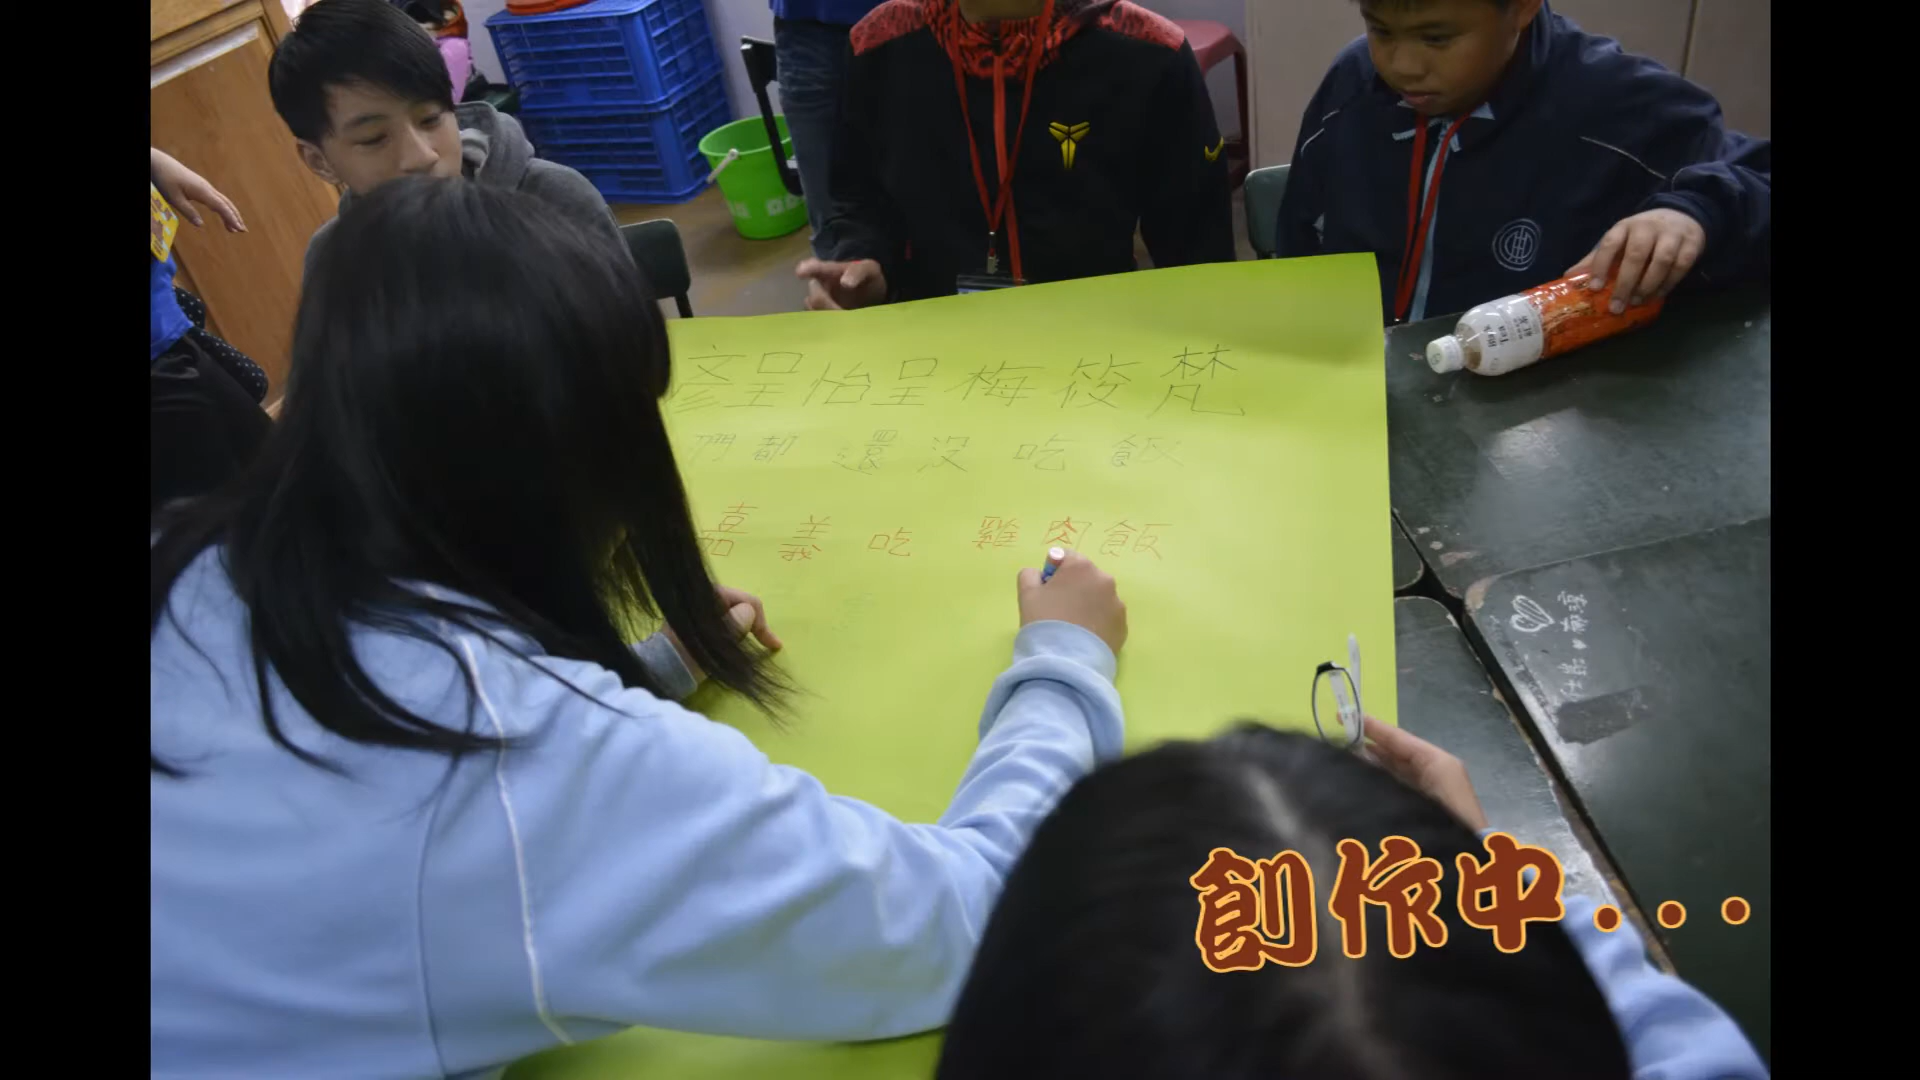 彥呈怡呈梅筱梵
們都還沒吃飯
嘉義吃 雞肉飯
Tea
創作中...